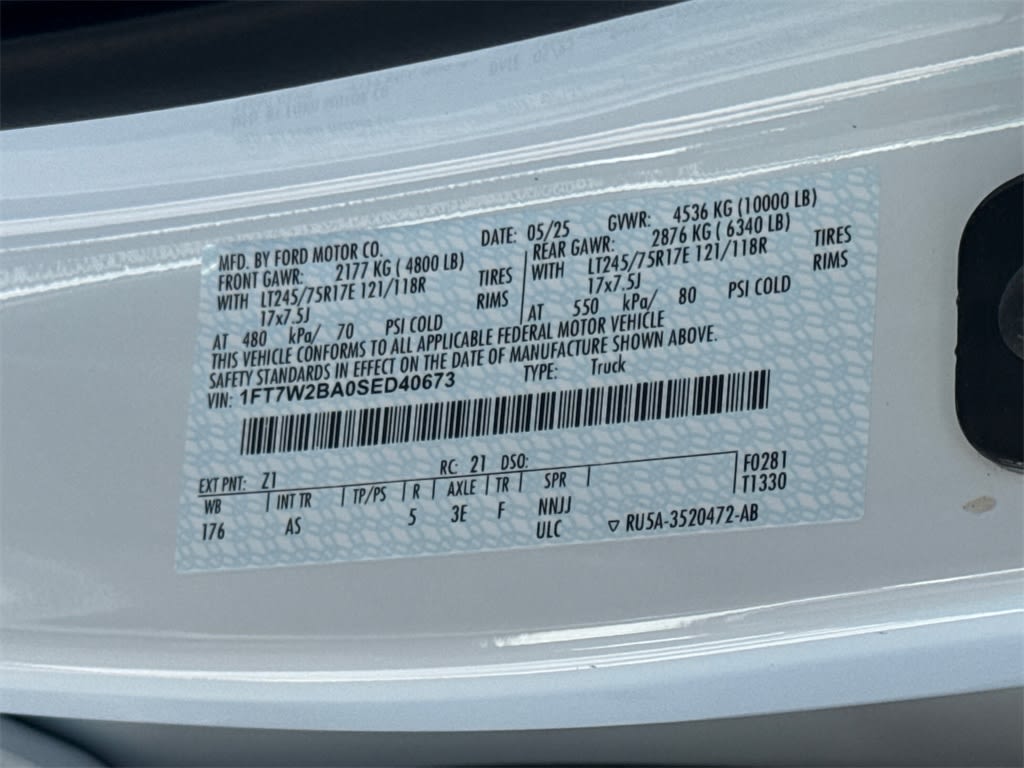 MFD. BY FORD MOTOR CO. DATE: 05/25 GVWR: 4536 KG (10000 LB)
FRONT GAWR: 2177 KG ( 4800 LB) REAR GAWR: 2876 KG ( 6340 LB)
WITH LT245/75R17E 121/118R TIRES WITH LT245/75R17E 121/118R TIRES
17x7.5J RIMS 17x7.5J RIMS
AT 480 kPa/ 70 PSI COLD AT 550 kPa/ 80 PSI COLD
THIS VEHICLE CONFORMS TO ALL APPLICABLE FEDERAL MOTOR VEHICLE
SAFETY STANDARDS IN EFFECT ON THE DATE OF MANUFACTURE SHOWN ABOVE.
VIN: 1FT7W2BA0SED40673 TYPE: Truck
EXT PNT: Z1 RC: 21 DSO: F0281
WB INT TR TP/PS R AXLE TR SPR T1330
176 AS 5 3E F NNJJ
ULC ▽ RU5A-3520472-AB